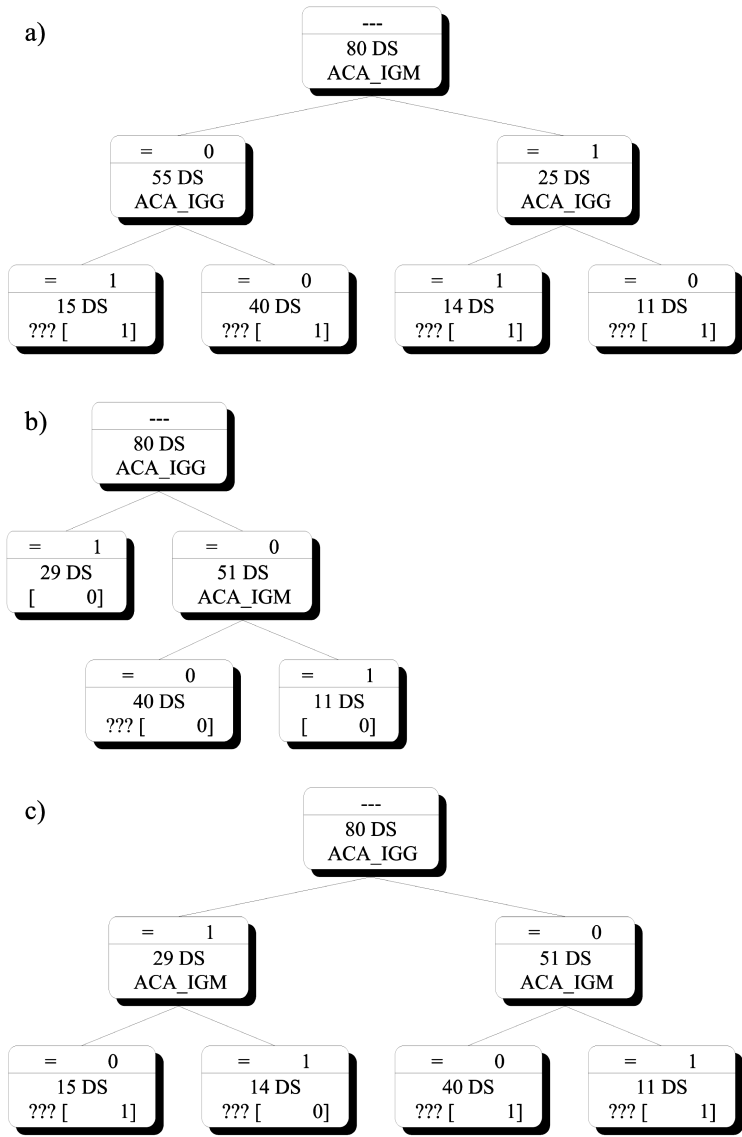 a)
---
80 DS
ACA_IGM
= 0
55 DS
ACA_IGG
= 1
25 DS
ACA_IGG
= 1
15 DS
??? [ 1]
= 0
40 DS
??? [ 1]
= 1
14 DS
??? [ 1]
= 0
11 DS
??? [ 1]
b)
---
80 DS
ACA_IGG
= 1
29 DS
[ 0]
= 0
51 DS
ACA_IGM
= 0
40 DS
??? [ 0]
= 1
11 DS
[ 0]
c)
---
80 DS
ACA_IGG
= 1
29 DS
ACA_IGM
= 0
51 DS
ACA_IGM
= 0
15 DS
??? [ 1]
= 1
14 DS
??? [ 0]
= 0
40 DS
??? [ 1]
= 1
11 DS
??? [ 1]